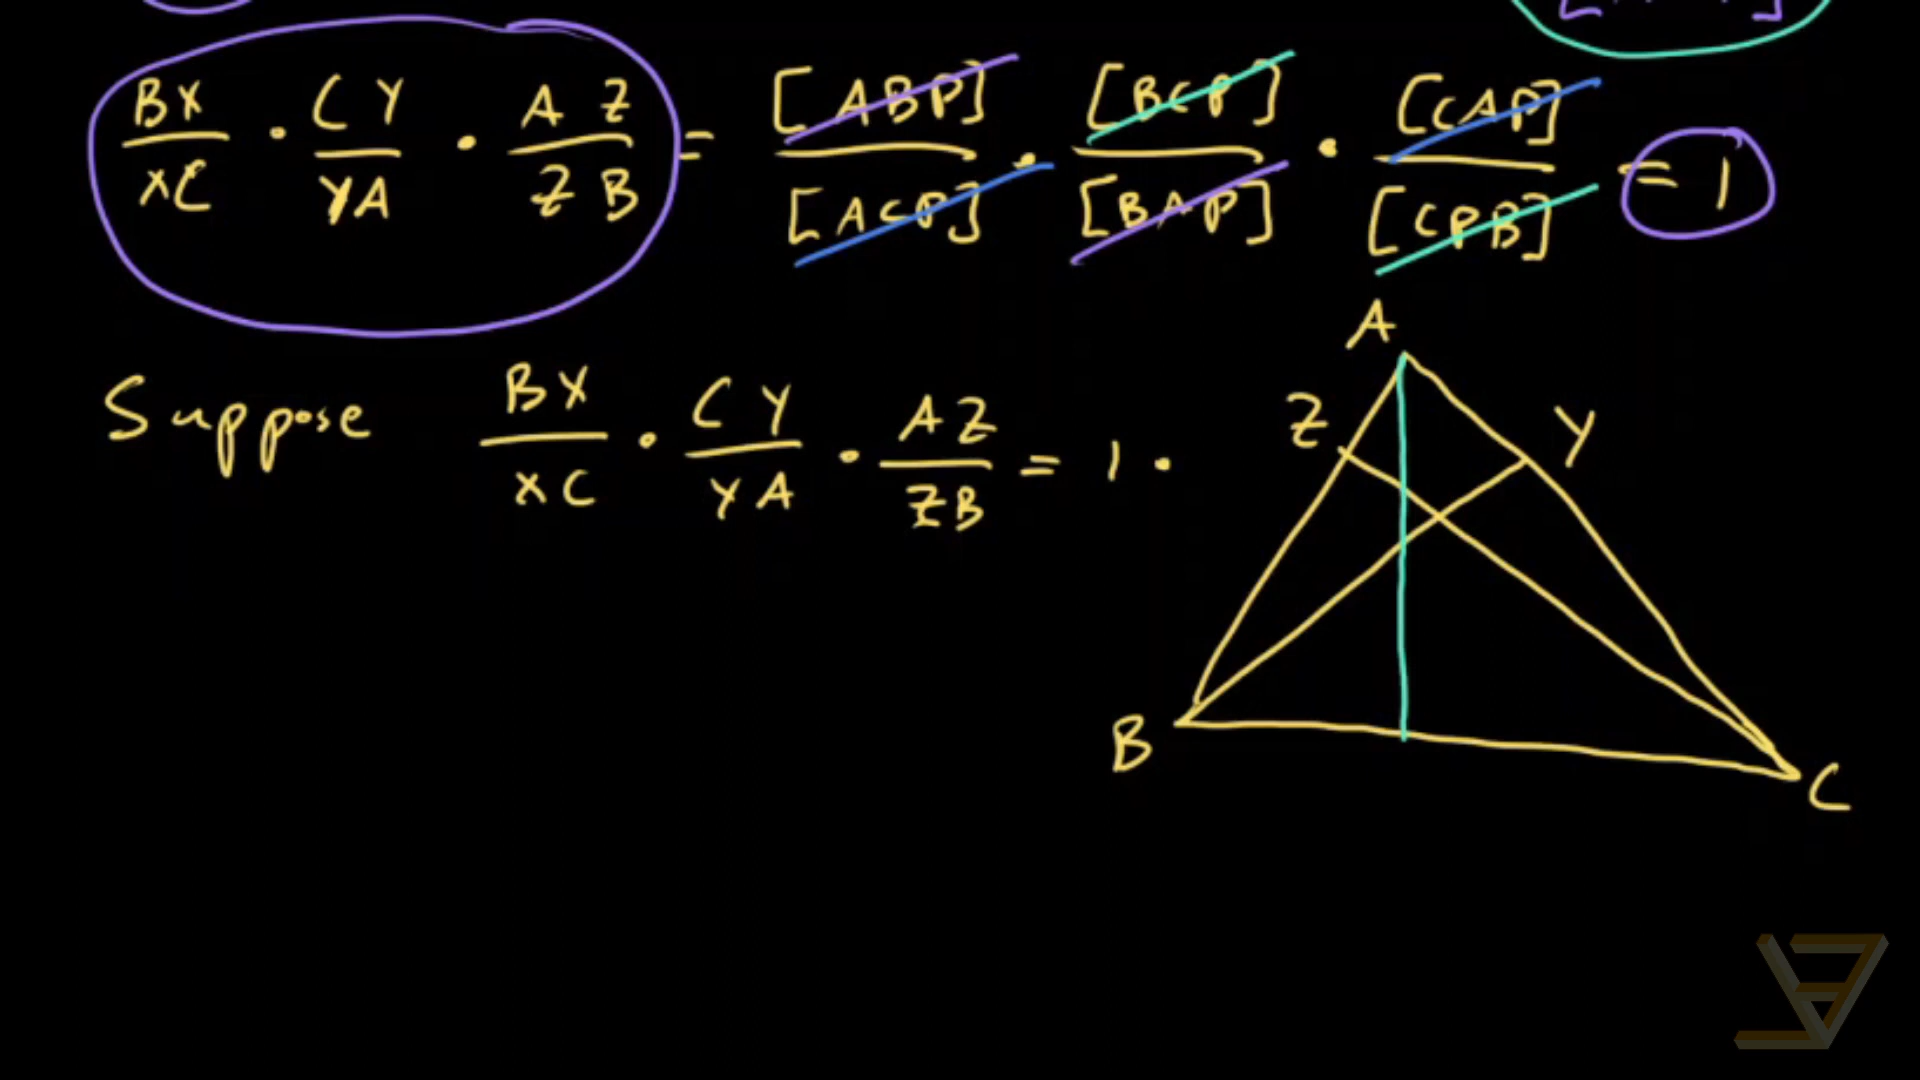 BX/XC · CY/YA · AZ/ZB = [ABP]/[ACP] · [BCP]/[BAP] · [CAP]/[CPB] = 1
Suppose BX/XC · CY/YA · AZ/ZB = 1.
A
Z Y
B
C